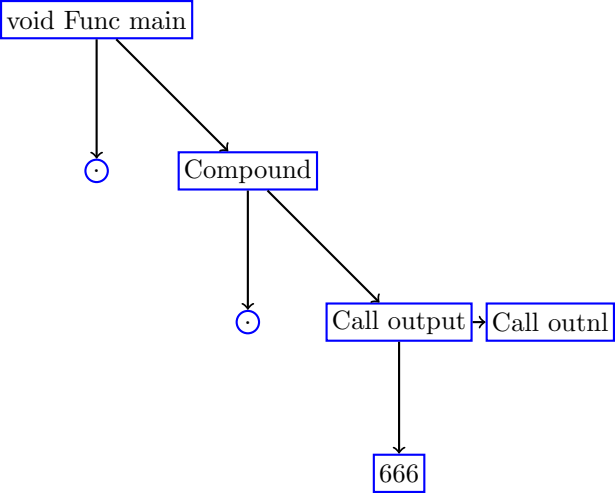 void Func main
·
Compound
·
Call output
Call outnl
666